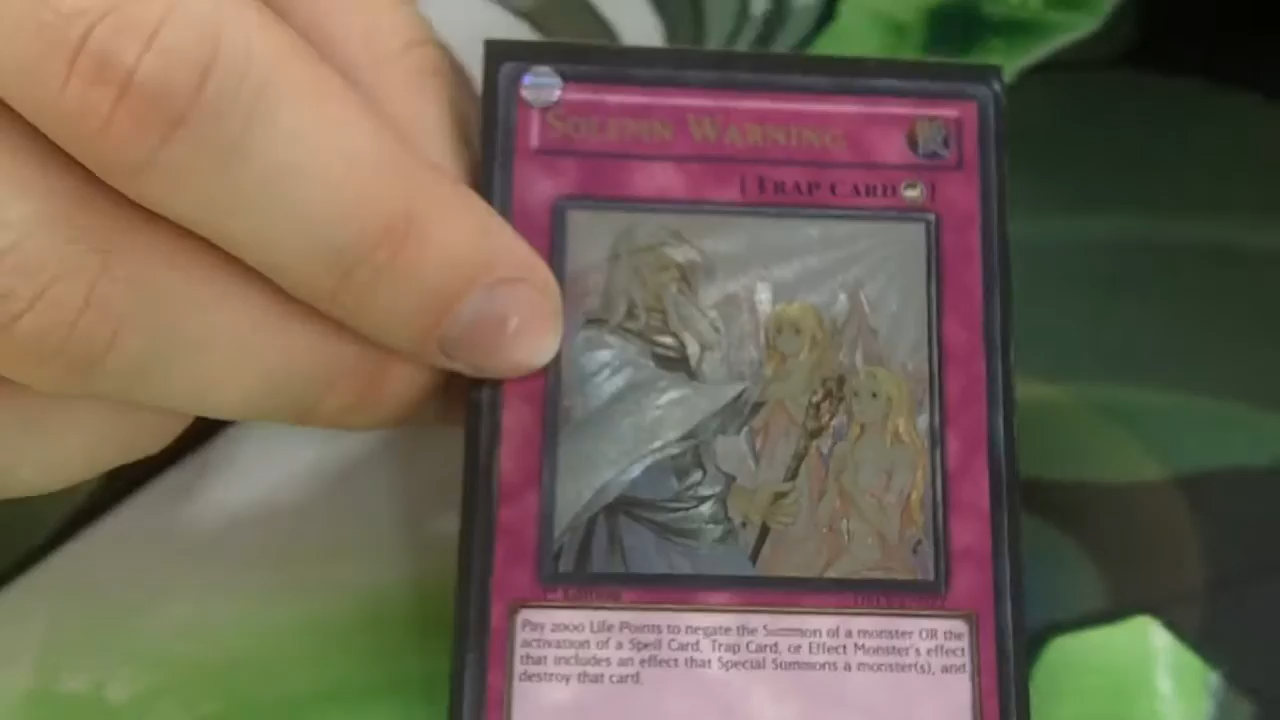 Solemn Warning
[Trap Card]
Edition
Pay 2000 Life Points to negate the Summon of a monster OR the
activation of a Spell Card, Trap Card, or Effect Monster's effect
that includes an effect that Special Summons a monster(s), and
destroy that card.